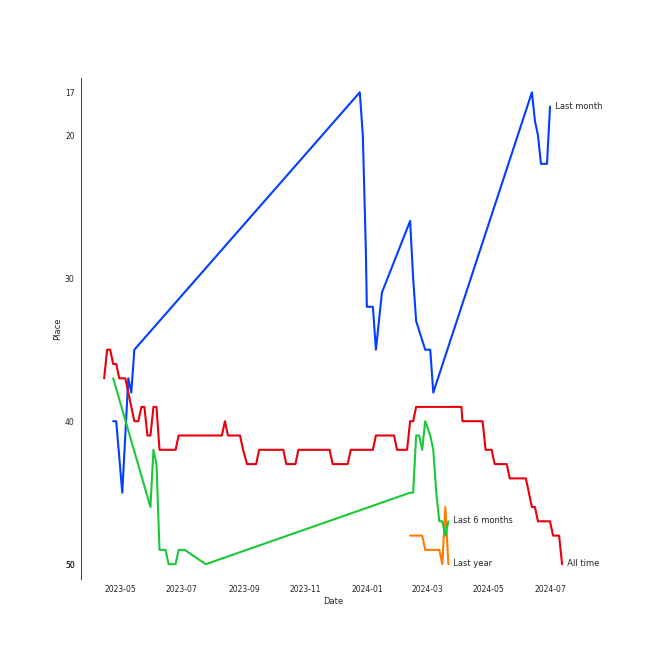 17
Last month
20
30
Place
40
Last 6 months
50
Last year
All time
2023-05
2023-07
2023-09
2023-11
2024-01
2024-03
2024-05
2024-07
Date